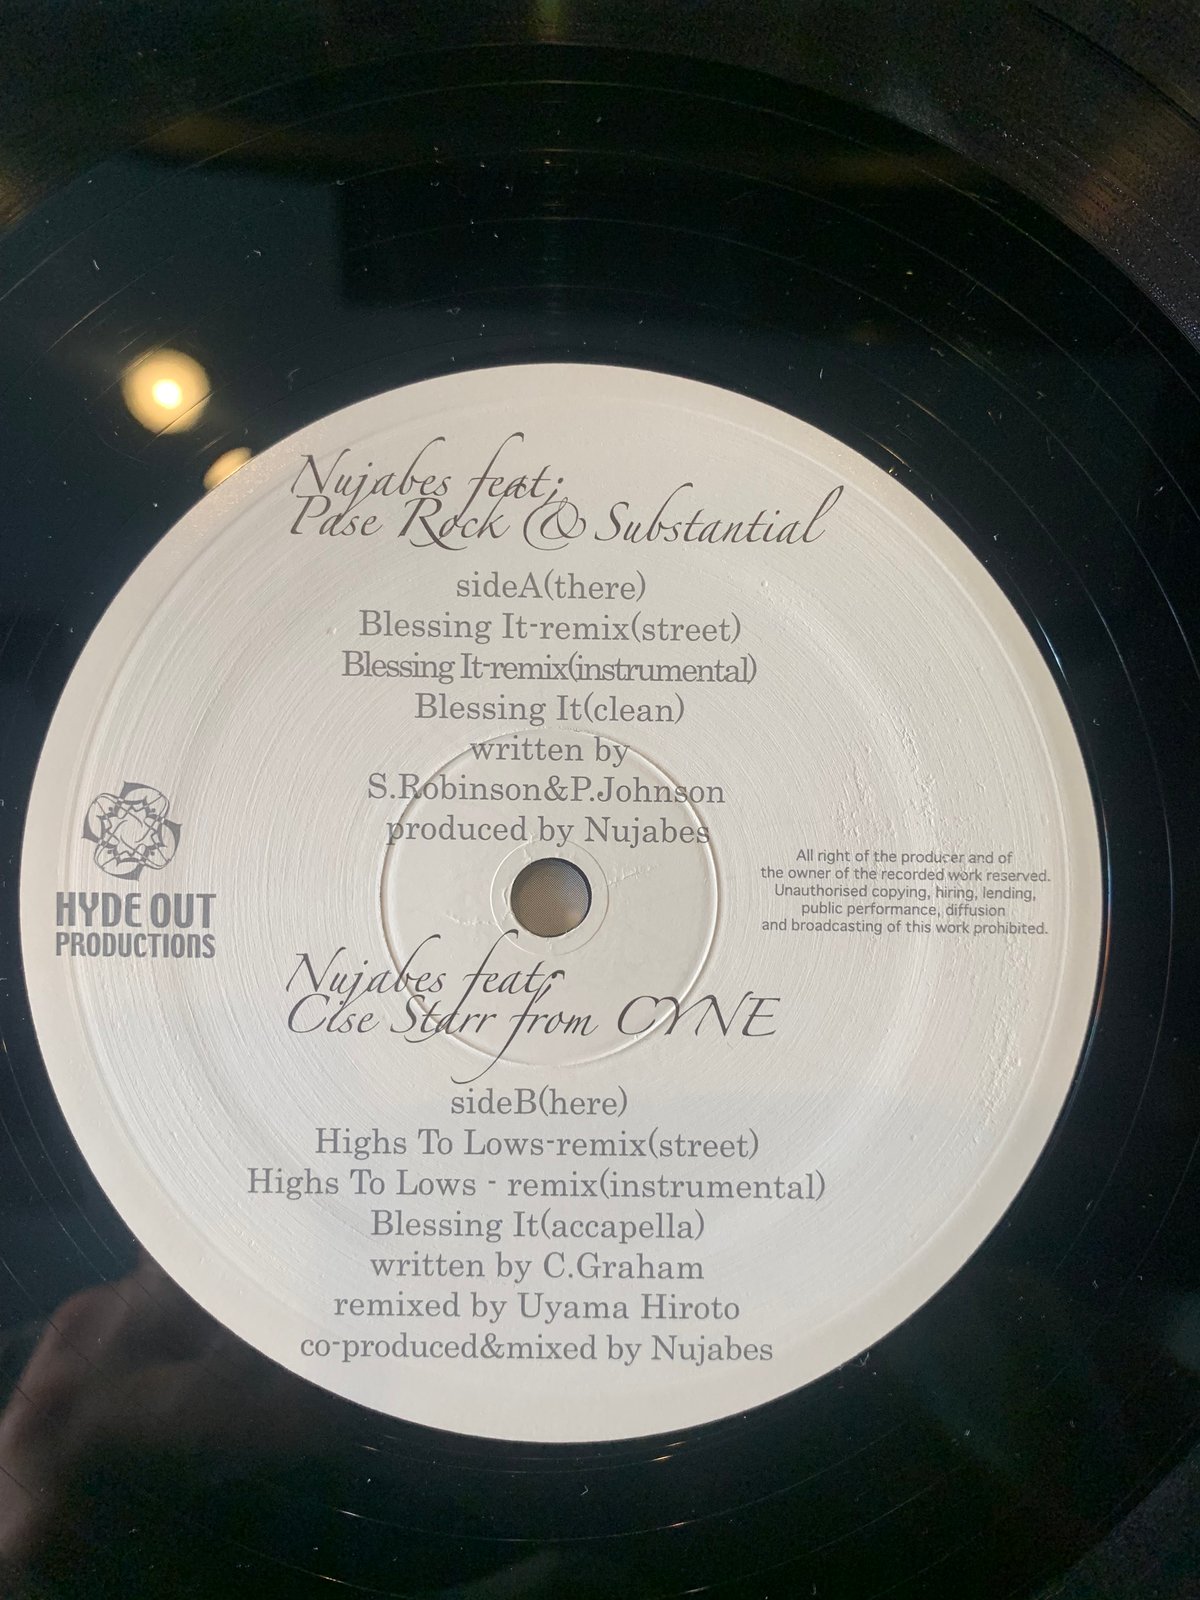 Nujabes feat;
Pase Rock & Substantial
sideA(there)
Blessing It-remix(street)
Blessing It-remix(instrumental)
Blessing It(clean)
written by
S.Robinson&P.Johnson
produced by Nujabes
HYDE OUT
PRODUCTIONS
All right of the producer and of
the owner of the recorded work reserved.
Unauthorised copying, hiring, lending,
public performance, diffusion
and broadcasting of this work prohibited.
Nujabes feat;
Cise Starr from CYNE
sideB(here)
Highs To Lows-remix(street)
Highs To Lows - remix(instrumental)
Blessing It(accapella)
written by C.Graham
remixed by Uyama Hiroto
co-produced&mixed by Nujabes